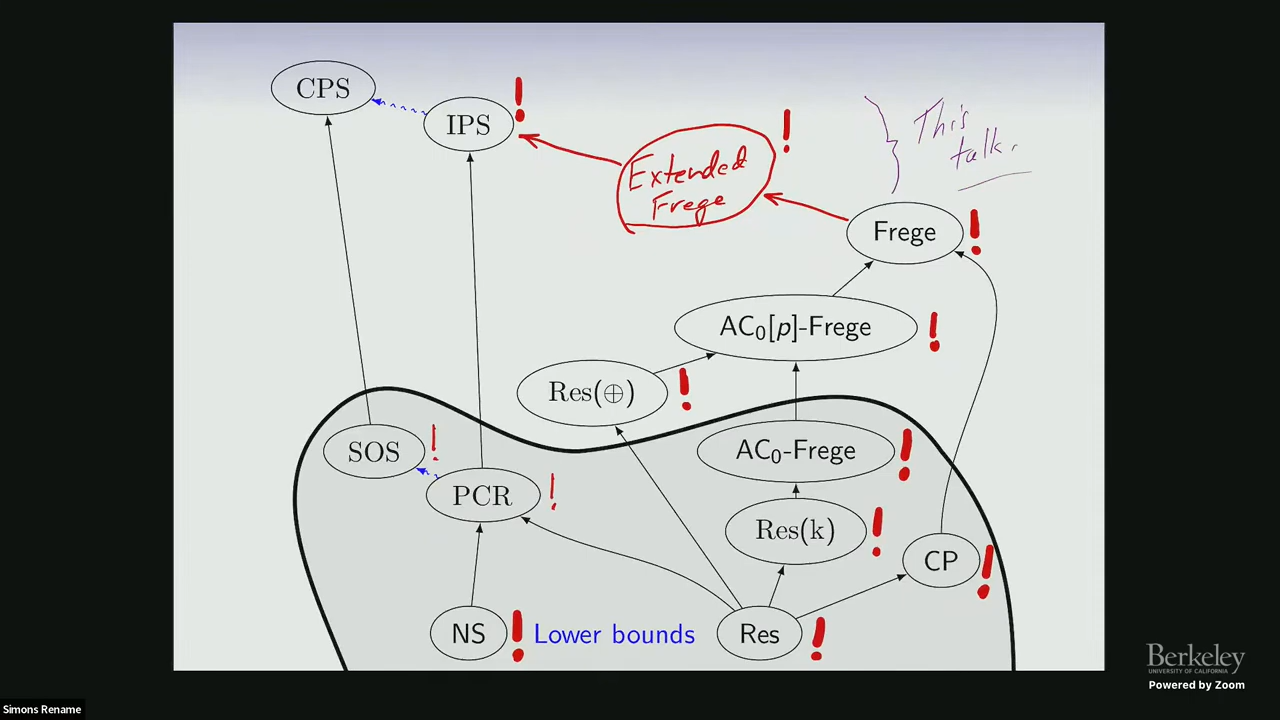 CPS
IPS !
Extended
Frege !
This
talk.
Frege !
AC₀[p]-Frege !
Res(⊕) !
SOS !
AC₀-Frege !
PCR !
Res(k) !
CP !
NS ! Lower bounds Res !
Berkeley
UNIVERSITY OF CALIFORNIA
Powered by Zoom
Simons Rename